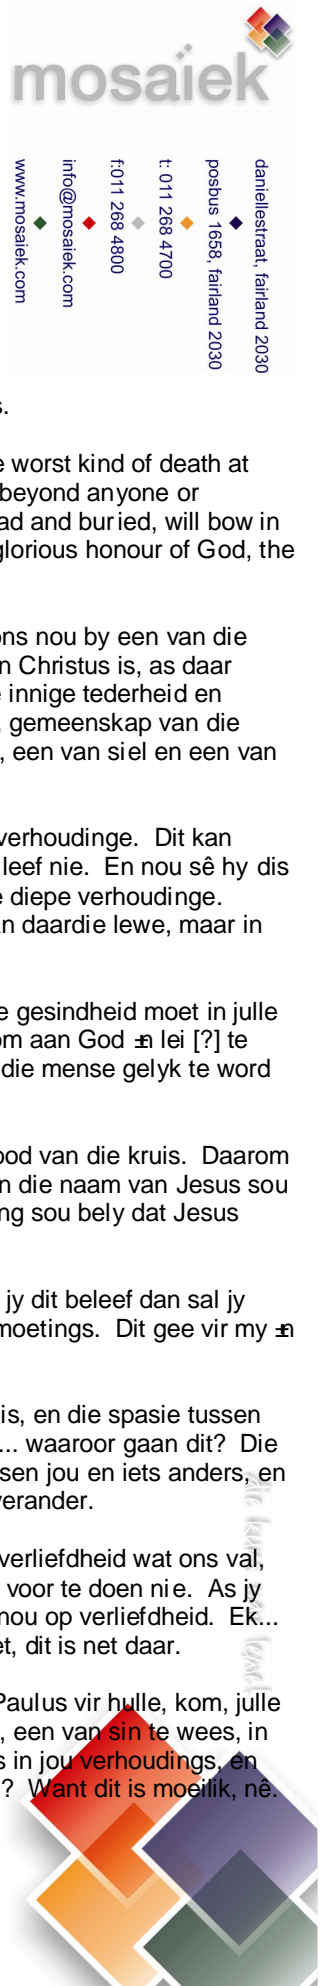 mosaïek
daniellestraat, fairland 2030
posbus 1658, fairland 2030
t: 011 268 4700
f:011 268 4800
info@mosaiek.com
www.mosaiek.com
s.
e worst kind of death at
beyond anyone or
ad and buried, will bow in
glorious honour of God, the
ons nou by een van die
n Christus is, as daar
e innige tederheid en
, gemeenskap van die
, een van siel en een van
verhoudinge. Dit kan
leef nie. En nou sê hy dis
e diepe verhoudinge.
an daardie lewe, maar in
e gesindheid moet in julle
om aan God ±n lei [?] te
die mense gelyk te word
ood van die kruis. Daarom
n die naam van Jesus sou
ng sou bely dat Jesus
jy dit beleef dan sal jy
moetings. Dit gee vir my ±n
is, en die spasie tussen
... waaroor gaan dit? Die
sen jou en iets anders, en
verander.
verliefdheid wat ons val,
voor te doen nie. As jy
nou op verliefdheid. Ek...
et, dit is net daar.
Paulus vir hulle, kom, julle
, een van sin te wees, in
s in jou verhoudings, en
? Want dit is moeilik, nê.